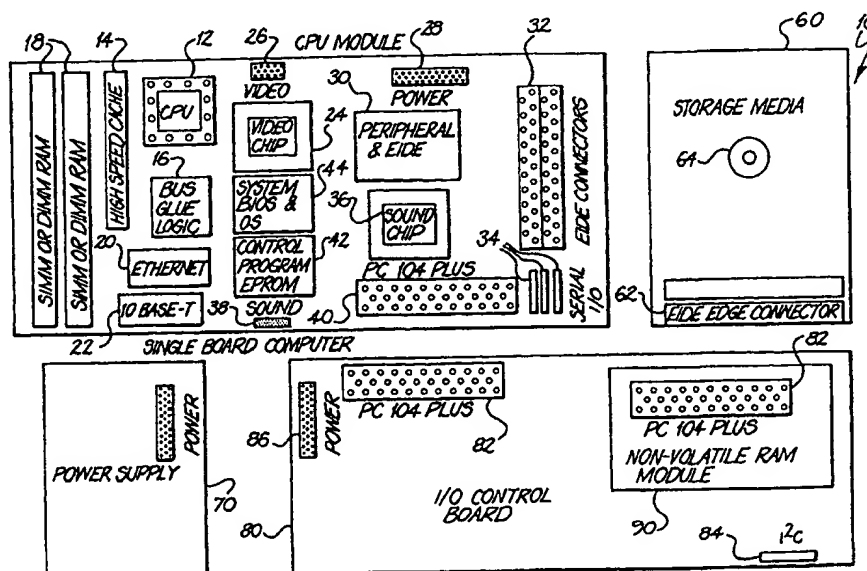 18
14
12
26
CPU MODULE
28
32
60
10
SIMM OR DIMM RAM
SIMM OR DIMM RAM
HIGH SPEED CACHE
CPU
VIDEO
POWER
30
PERIPHERAL
& EIDE
VIDEO
CHIP
24
44
16
BUS
GLUE
LOGIC
SYSTEM
BIOS &
OS
36
SOUND
CHIP
EIDE CONNECTORS
STORAGE MEDIA
64
20
ETHERNET
CONTROL
PROGRAM
EPROM
42
34
PC 104 PLUS
SERIAL
I/O
10 BASE-T
SOUND
22
38
40
62
EIDE EDGE CONNECTOR
SINGLE BOARD COMPUTER
82
POWER
POWER SUPPLY
70
86
POWER
PC 104 PLUS
82
PC 104 PLUS
NON-VOLATILE RAM
MODULE
I/O CONTROL
BOARD
80
90
84
I²C